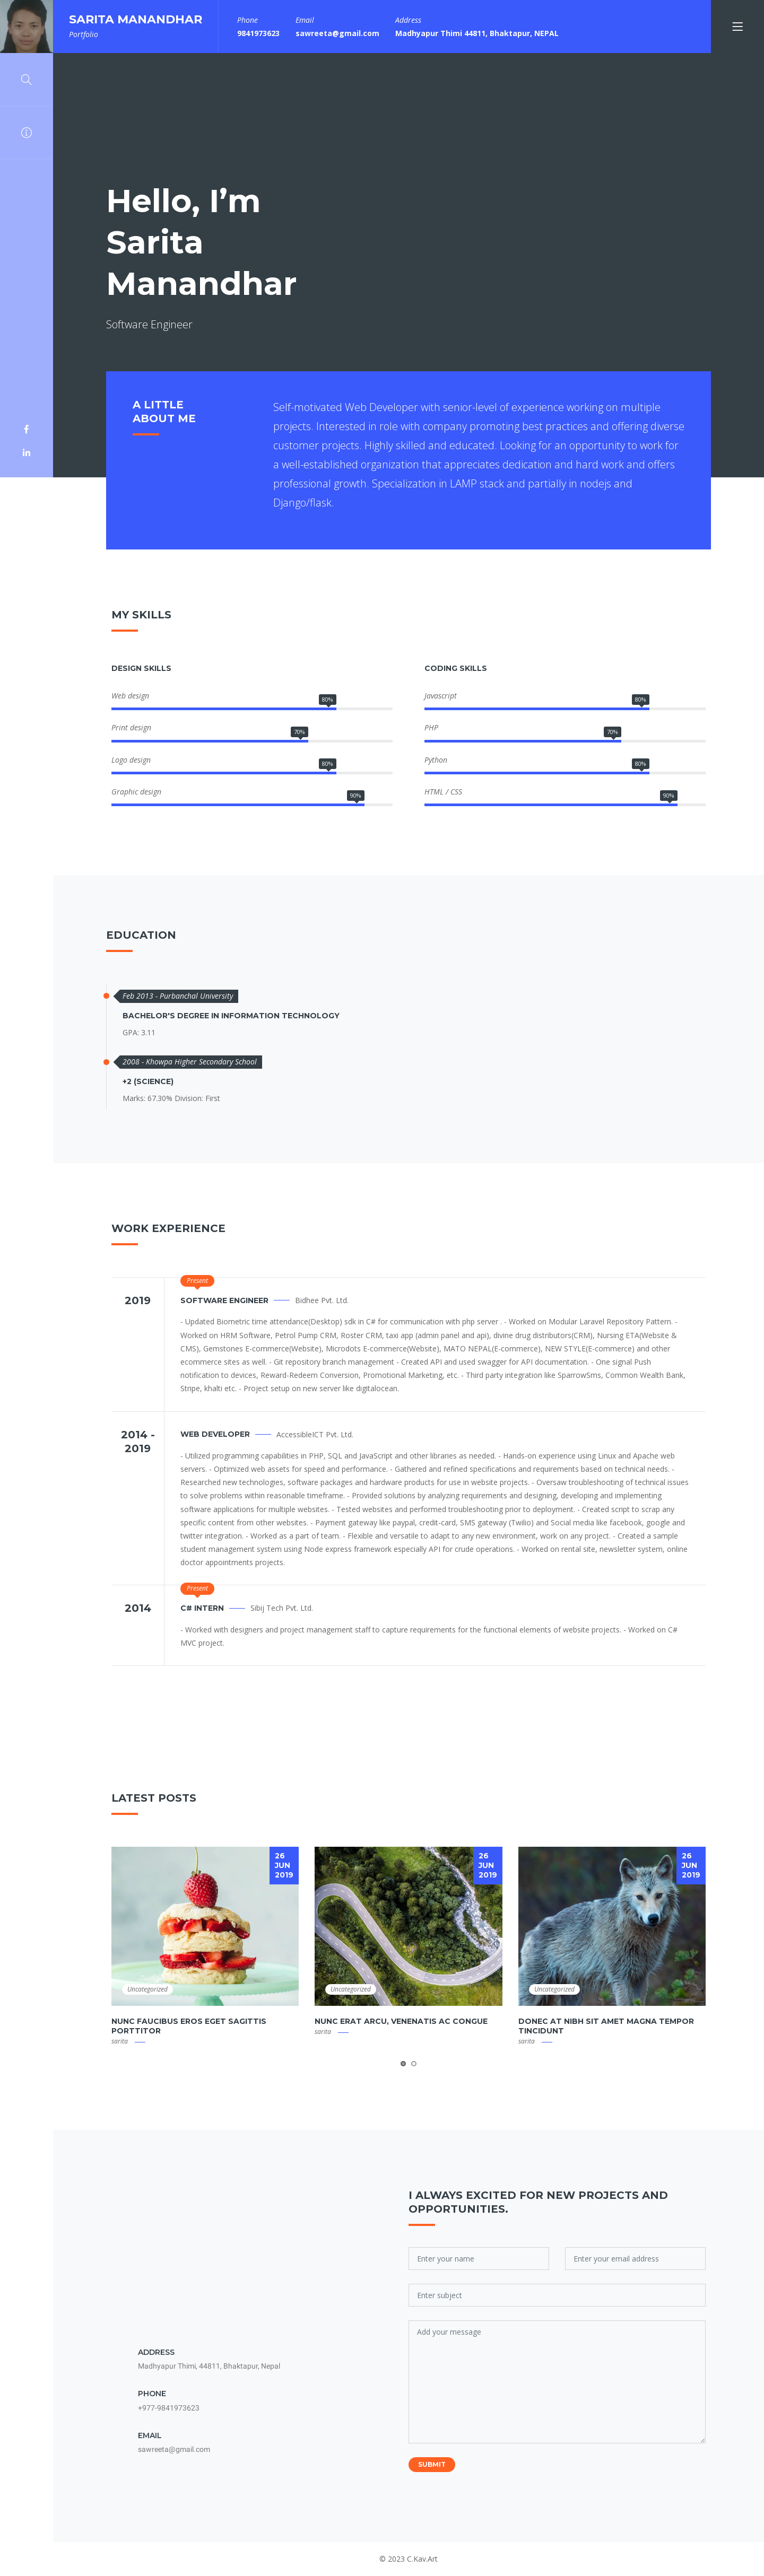 SARITA MANANDHAR
Portfolio
Phone
9841973623
Email
sawreeta@gmail.com
Address
Madhyapur Thimi 44811, Bhaktapur, NEPAL
Hello, I’m
Sarita
Manandhar
Software Engineer
A LITTLE
ABOUT ME
Self-motivated Web Developer with senior-level of experience working on multiple
projects. Interested in role with company promoting best practices and offering diverse
customer projects. Highly skilled and educated. Looking for an opportunity to work for
a well-established organization that appreciates dedication and hard work and offers
professional growth. Specialization in LAMP stack and partially in nodejs and
Django/flask.
MY SKILLS
DESIGN SKILLS
Web design
80%
Print design
70%
Logo design
80%
Graphic design
90%
CODING SKILLS
Javascript
80%
PHP
70%
Python
80%
HTML / CSS
90%
EDUCATION
Feb 2013 - Purbanchal University
BACHELOR'S DEGREE IN INFORMATION TECHNOLOGY
GPA: 3.11
2008 - Khowpa Higher Secondary School
+2 (SCIENCE)
Marks: 67.30% Division: First
WORK EXPERIENCE
Present
2019
SOFTWARE ENGINEER Bidhee Pvt. Ltd.
- Updated Biometric time attendance(Desktop) sdk in C# for communication with php server . - Worked on Modular Laravel Repository Pattern. -
Worked on HRM Software, Petrol Pump CRM, Roster CRM, taxi app (admin panel and api), divine drug distributors(CRM), Nursing ETA(Website &
CMS), Gemstones E-commerce(Website), Microdots E-commerce(Website), MATO NEPAL(E-commerce), NEW STYLE(E-commerce) and other
ecommerce sites as well. - Git repository branch management - Created API and used swagger for API documentation. - One signal Push
notification to devices, Reward-Redeem Conversion, Promotional Marketing, etc. - Third party integration like SparrowSms, Common Wealth Bank,
Stripe, khalti etc. - Project setup on new server like digitalocean.
2014 -
2019
WEB DEVELOPER AccessibleICT Pvt. Ltd.
- Utilized programming capabilities in PHP, SQL and JavaScript and other libraries as needed. - Hands-on experience using Linux and Apache web
servers. - Optimized web assets for speed and performance. - Gathered and refined specifications and requirements based on technical needs. -
Researched new technologies, software packages and hardware products for use in website projects. - Oversaw troubleshooting of technical issues
to solve problems within reasonable timeframe. - Provided solutions by analyzing requirements and designing, developing and implementing
software applications for multiple websites. - Tested websites and performed troubleshooting prior to deployment. - Created script to scrap any
specific content from other websites. - Payment gateway like paypal, credit-card, SMS gateway (Twilio) and Social media like facebook, google and
twitter integration. - Worked as a part of team. - Flexible and versatile to adapt to any new environment, work on any project. - Created a sample
student management system using Node express framework especially API for crude operations. - Worked on rental site, newsletter system, online
doctor appointments projects.
Present
2014
C# INTERN Sibij Tech Pvt. Ltd.
- Worked with designers and project management staff to capture requirements for the functional elements of website projects. - Worked on C#
MVC project.
LATEST POSTS
26
JUN
2019
Uncategorized
NUNC FAUCIBUS EROS EGET SAGITTIS
PORTTITOR
sarita
26
JUN
2019
Uncategorized
NUNC ERAT ARCU, VENENATIS AC CONGUE
sarita
26
JUN
2019
Uncategorized
DONEC AT NIBH SIT AMET MAGNA TEMPOR
TINCIDUNT
sarita
ADDRESS
Madhyapur Thimi, 44811, Bhaktapur, Nepal
PHONE
+977-9841973623
EMAIL
sawreeta@gmail.com
I ALWAYS EXCITED FOR NEW PROJECTS AND
OPPORTUNITIES.
Enter your name
Enter your email address
Enter subject
Add your message
SUBMIT
© 2023 C.Kav.Art